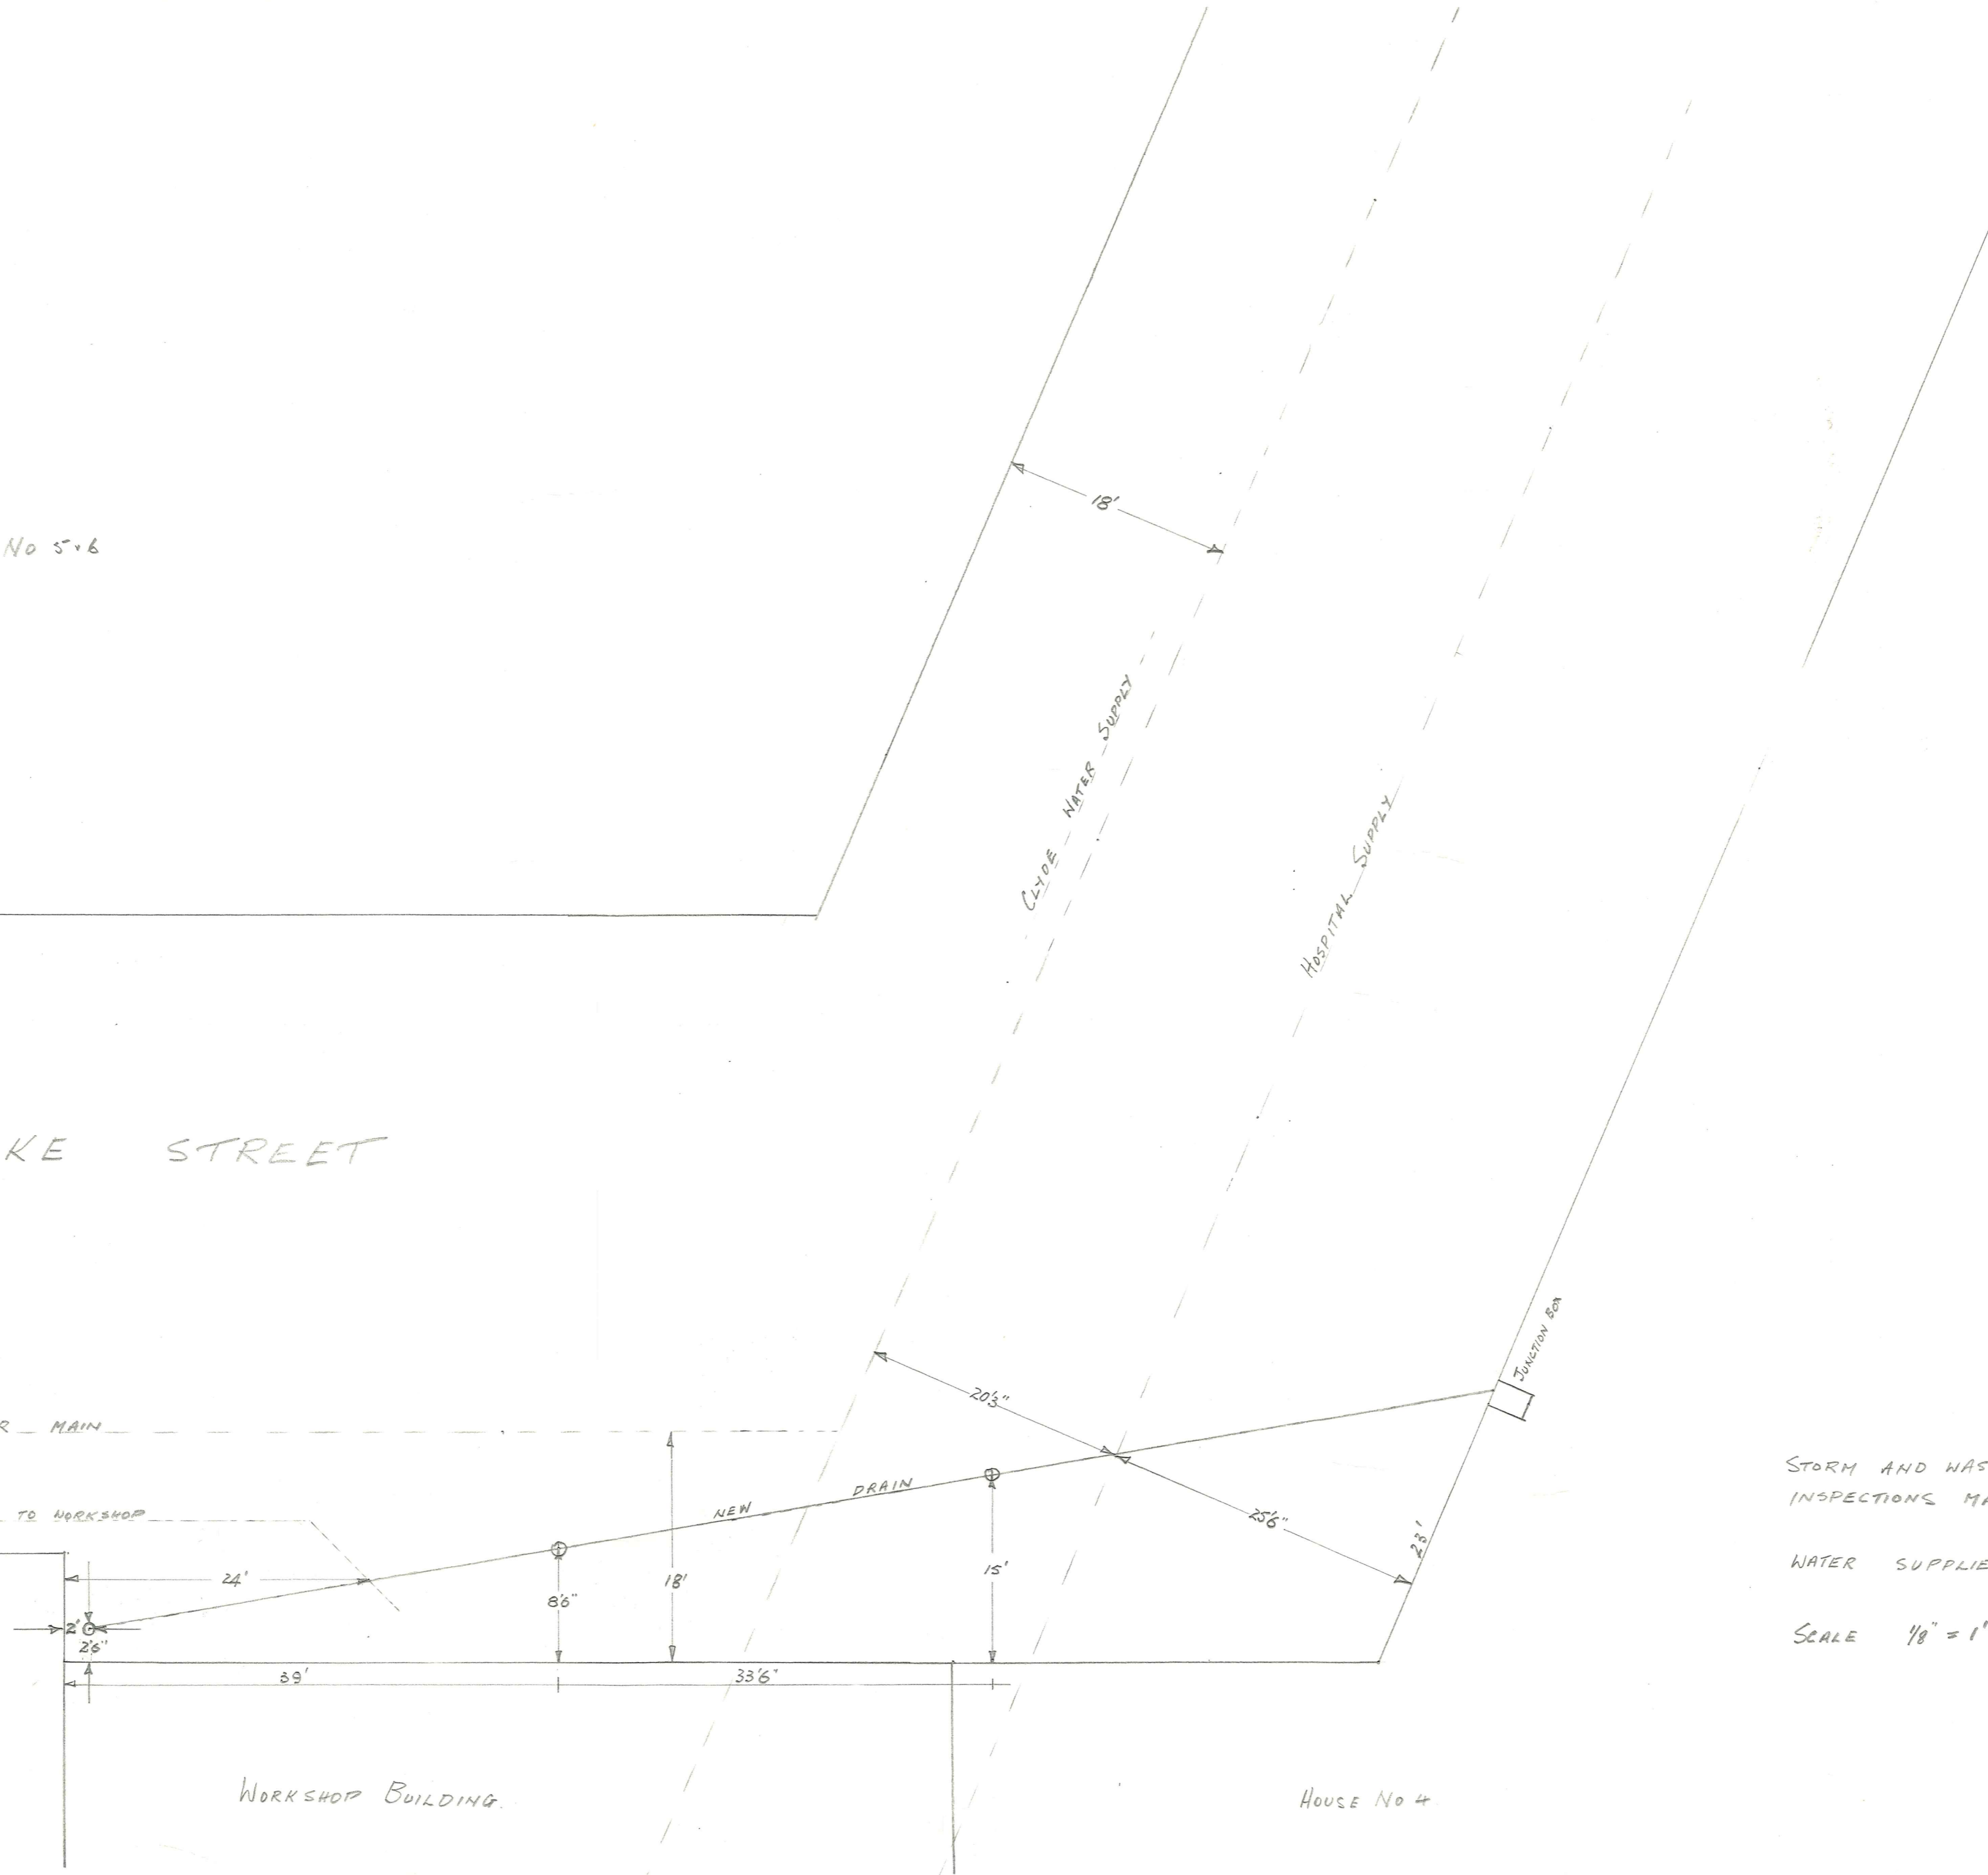 No 5 & 6
18'
CLYDE WATER SUPPLY
HOSPITAL SUPPLY
KE STREET
JUNCTION BOX
20'3"
R MAIN
NEW DRAIN
STORM AND WAS
INSPECTIONS MA
TO WORKSHOP
25'6"
23'
24'
8'6"
18'
15'
WATER SUPPLIE
2'
2'6"
SCALE 1/8" = 1'
39'
33'6"
WORKSHOP BUILDING.
HOUSE No 4